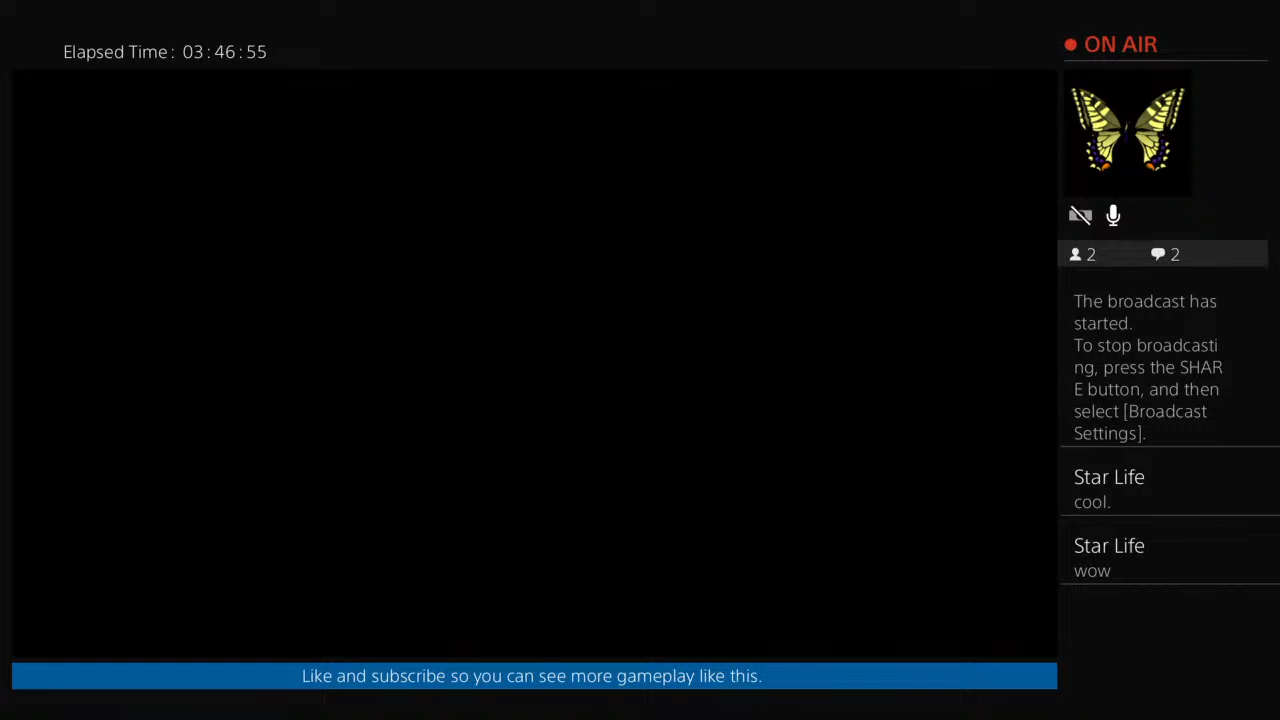 Elapsed Time: 03:46:55
ON AIR
2 2
The broadcast has
started.
To stop broadcasti
ng, press the SHAR
E button, and then
select [Broadcast
Settings].
Star Life
cool.
Star Life
wow
Like and subscribe so you can see more gameplay like this.